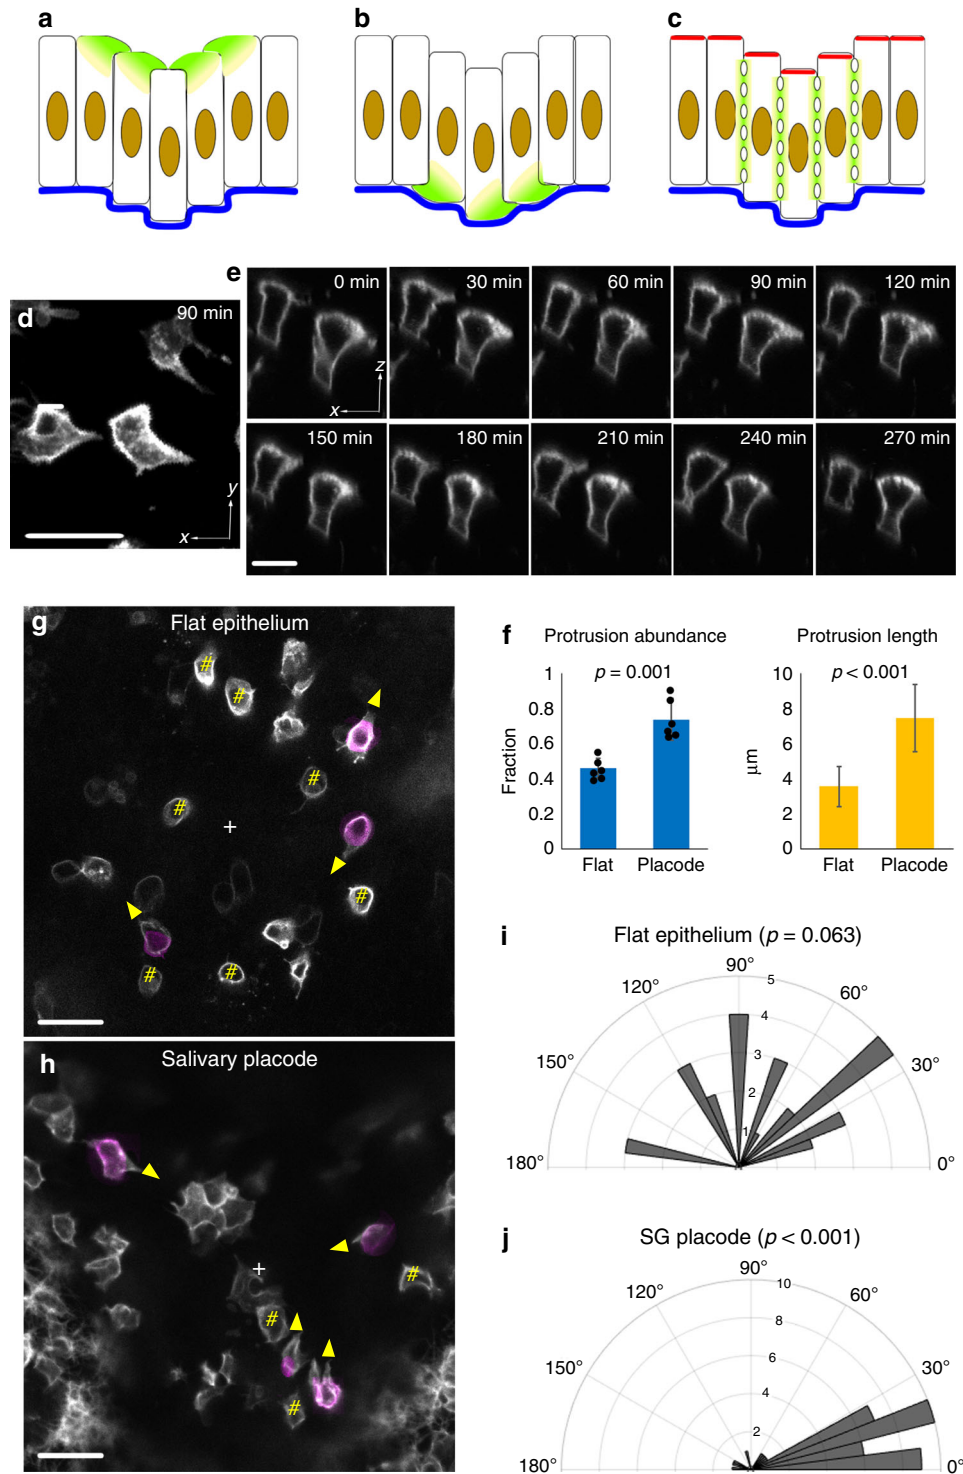 a
b
c
d
90 min
y
x
e
0 min
30 min
60 min
90 min
120 min
z
x
150 min
180 min
210 min
240 min
270 min
g
Flat epithelium
#
#
#
#
+
#
#
#
h
Salivary placode
+
#
#
#
f
Protrusion abundance
p = 0.001
Fraction
1
0.8
0.6
0.4
0.2
0
Flat
Placode
Protrusion length
p < 0.001
μm
10
8
6
4
2
0
Flat
Placode
i
Flat epithelium (p = 0.063)
90°
120°
60°
150°
30°
180°
0°
5
4
3
2
1
j
SG placode (p < 0.001)
90°
120°
60°
150°
30°
180°
0°
10
8
6
4
2